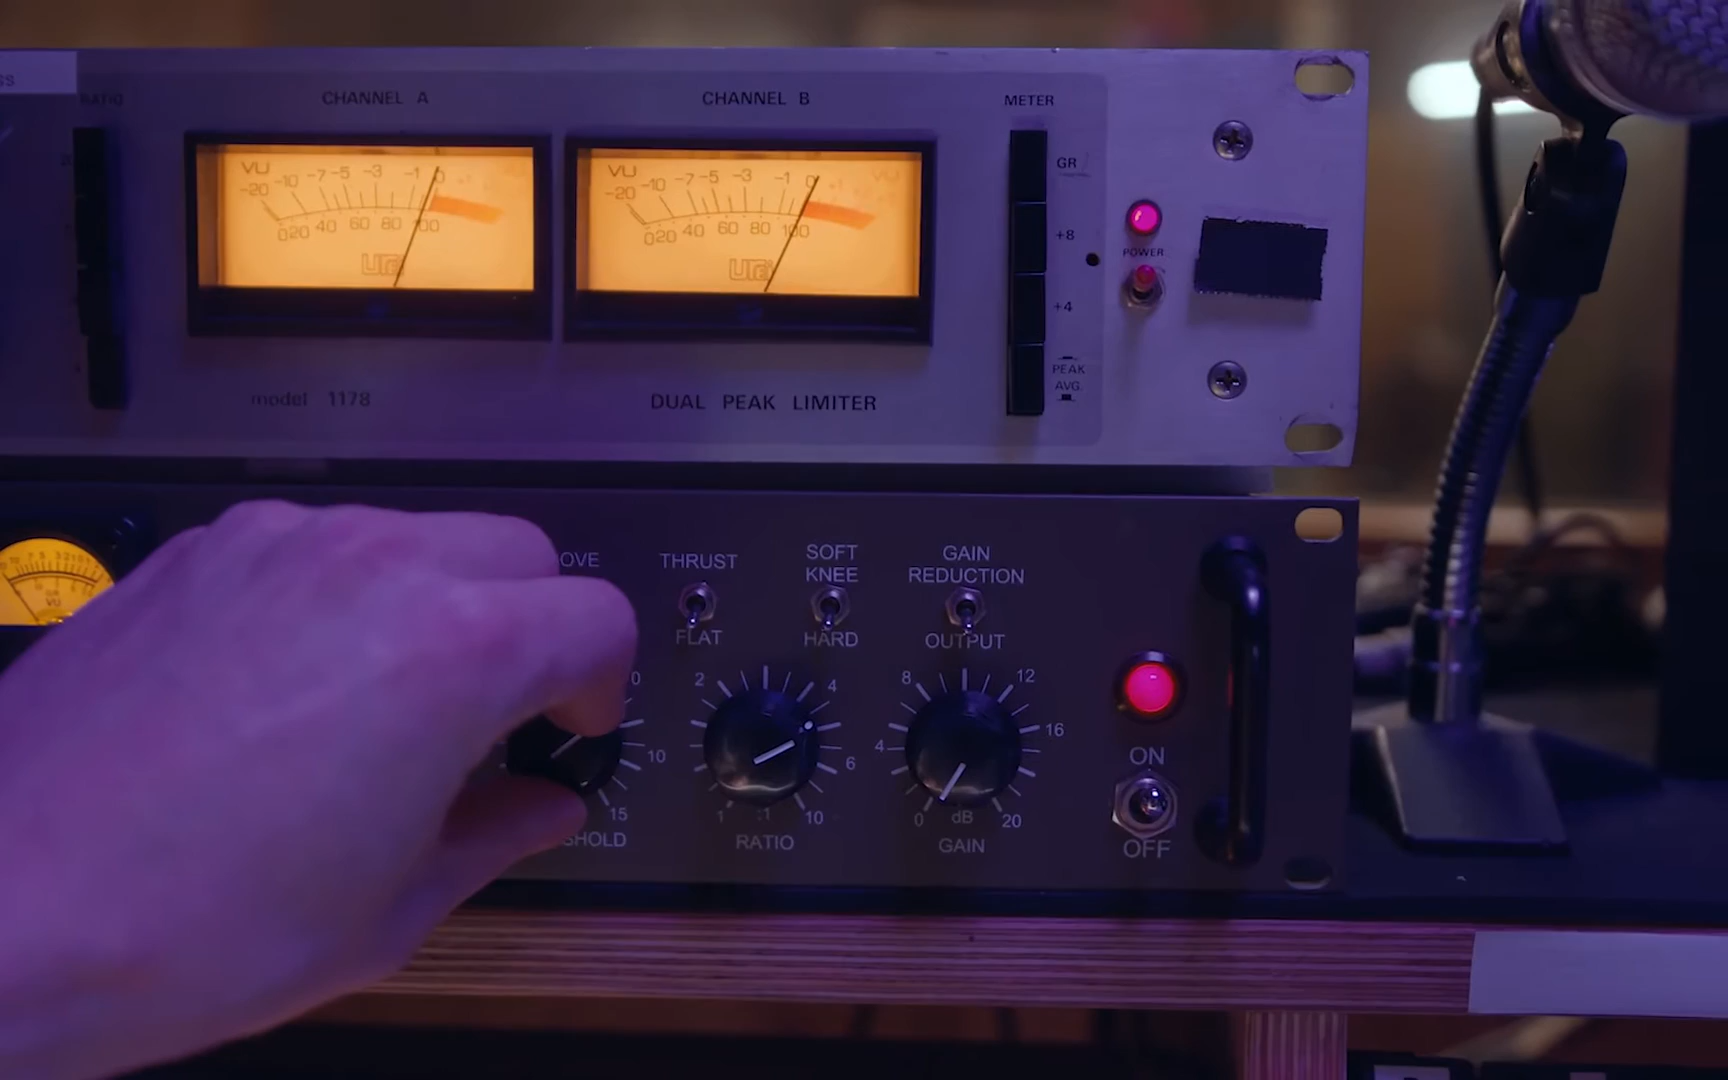 SS
RATIO
CHANNEL A
CHANNEL B
METER
VU
-20 -10 -7 -5 -3 -1 0
0 20 40 60 80 100
VU
-20 -10 -7 -5 -3 -1 0
0 20 40 60 80 100
GR
+8
+4
PEAK
AVG.
POWER
model 1178
DUAL PEAK LIMITER
VU
OVE
THRUST
FLAT
SOFT
KNEE
HARD
GAIN
REDUCTION
OUTPUT
0
10
15
SHOLD
2
4
6
1
:1
10
RATIO
8
12
4
16
0
dB
20
GAIN
ON
OFF